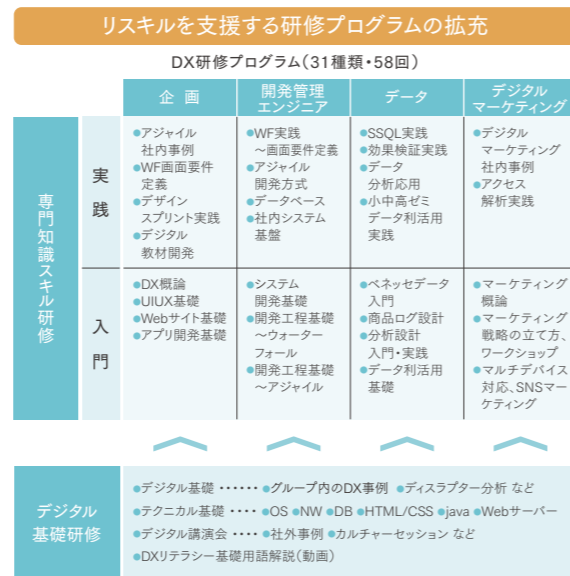 リスキルを支援する研修プログラムの拡充
DX研修プログラム（31種類・58回）
企 画
開発管理
エンジニア
データ
デジタル
マーケティング
専門知識スキル研修
実践
●アジャイル
社内事例
●WF画面要件
定義
●デザイン
スプリント実践
●デジタル
教材開発
●WF実践
～画面要件定義
●アジャイル
開発方式
●データベース
●社内システム
基盤
●SSQL実践
●効果検証実践
●データ
分析応用
●小中高ゼミ
データ利活用
実践
●デジタル
マーケティング
社内事例
●アクセス
解析実践
入門
●DX概論
●UIUX基礎
●Webサイト基礎
●アプリ開発基礎
●システム
開発基礎
●開発工程基礎
～ウォーター
フォール
●開発工程基礎
～アジャイル
●ベネッセデータ
入門
●商品ログ設計
●分析設計
入門・実践
●データ利活用
基礎
●マーケティング
概論
●マーケティング
戦略の立て方、
ワークショップ
●マルチデバイス
対応、SNSマー
ケティング
デジタル
基礎研修
●デジタル基礎 ‥‥‥ ●グループ内のDX事例 ●ディスラプター分析 など
●テクニカル基礎 ‥‥ ●OS ●NW ●DB ●HTML/CSS ●java ●Webサーバー
●デジタル講演会 ‥‥ ●社外事例 ●カルチャーセッション など
●DXリテラシー基礎用語解説（動画）